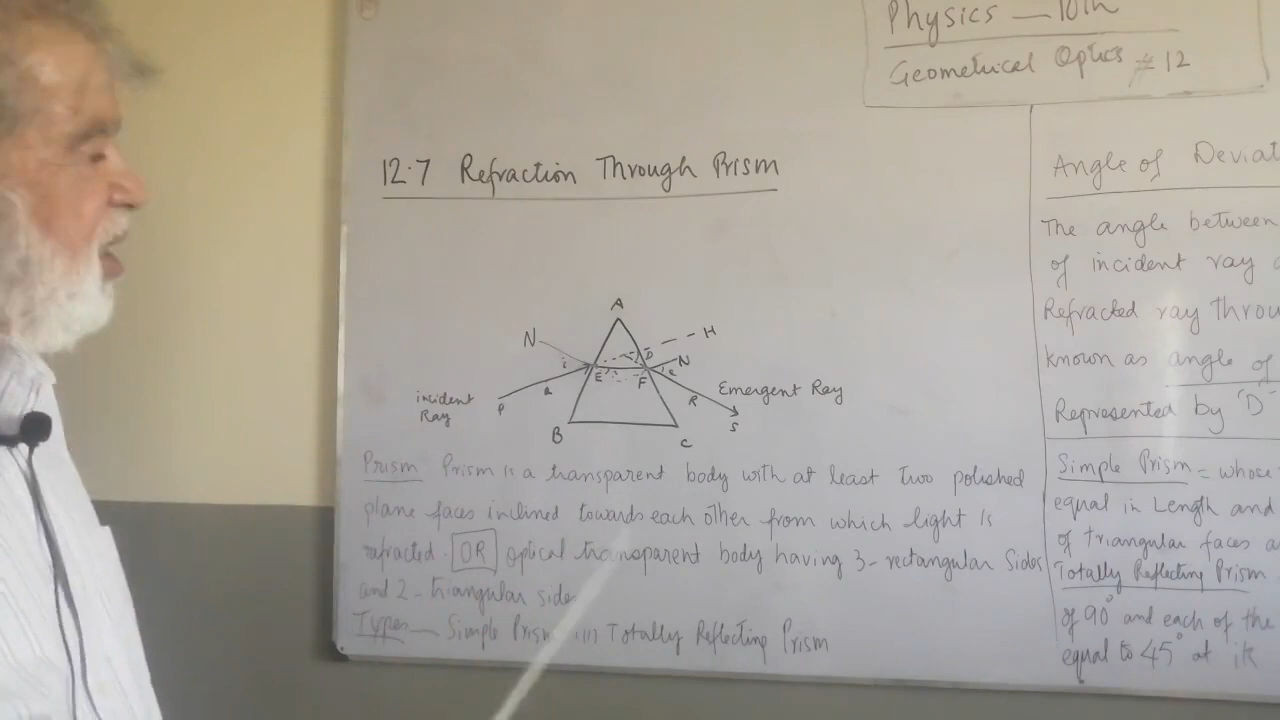 Physics — 10th
Geometrical Optics # 12
12.7 Refraction Through Prism
A
N
H
i
D
N
E
F
e
incident
Ray
P
Q
R
Emergent Ray
S
B
C
Prism Prism is a transparent body with at least two polished
plane faces inclined towards each other from which light is
refracted. OR optical transparent body having 3-rectangular Sides
and 2-triangular side
Types — Simple Prism (ii) Totally Reflecting Prism
Angle of Deviat
The angle between
of incident ray
Refracted ray throu
known as angle of
Represented by 'D'
Simple Prism = whose
equal in Length and
of triangular faces a
Totally Reflecting Prism
of 90° and each of the
equal to 45° at